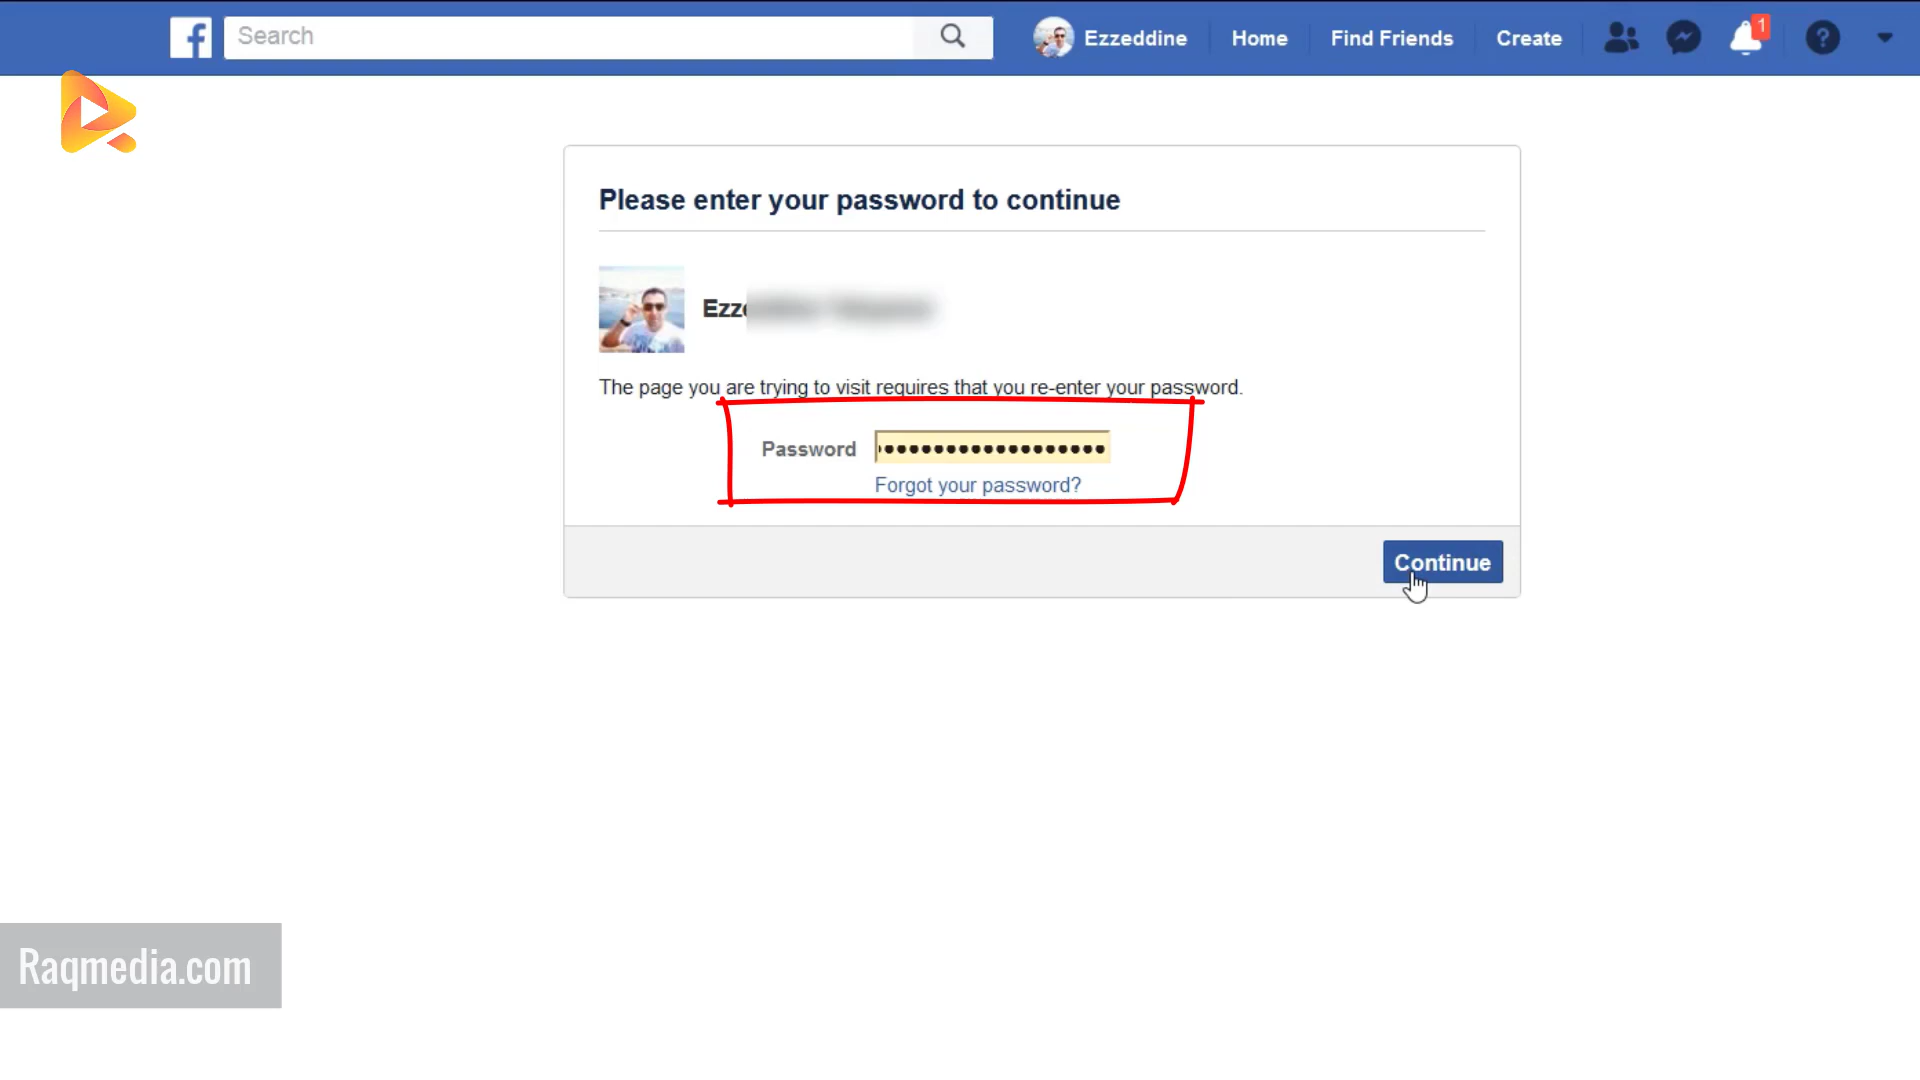 Search
Ezzeddine
Home
Find Friends
Create
1
?
Please enter your password to continue
The page you are trying to visit requires that you re-enter your password.
Password
Forgot your password?
Continue
Raqmedia.com